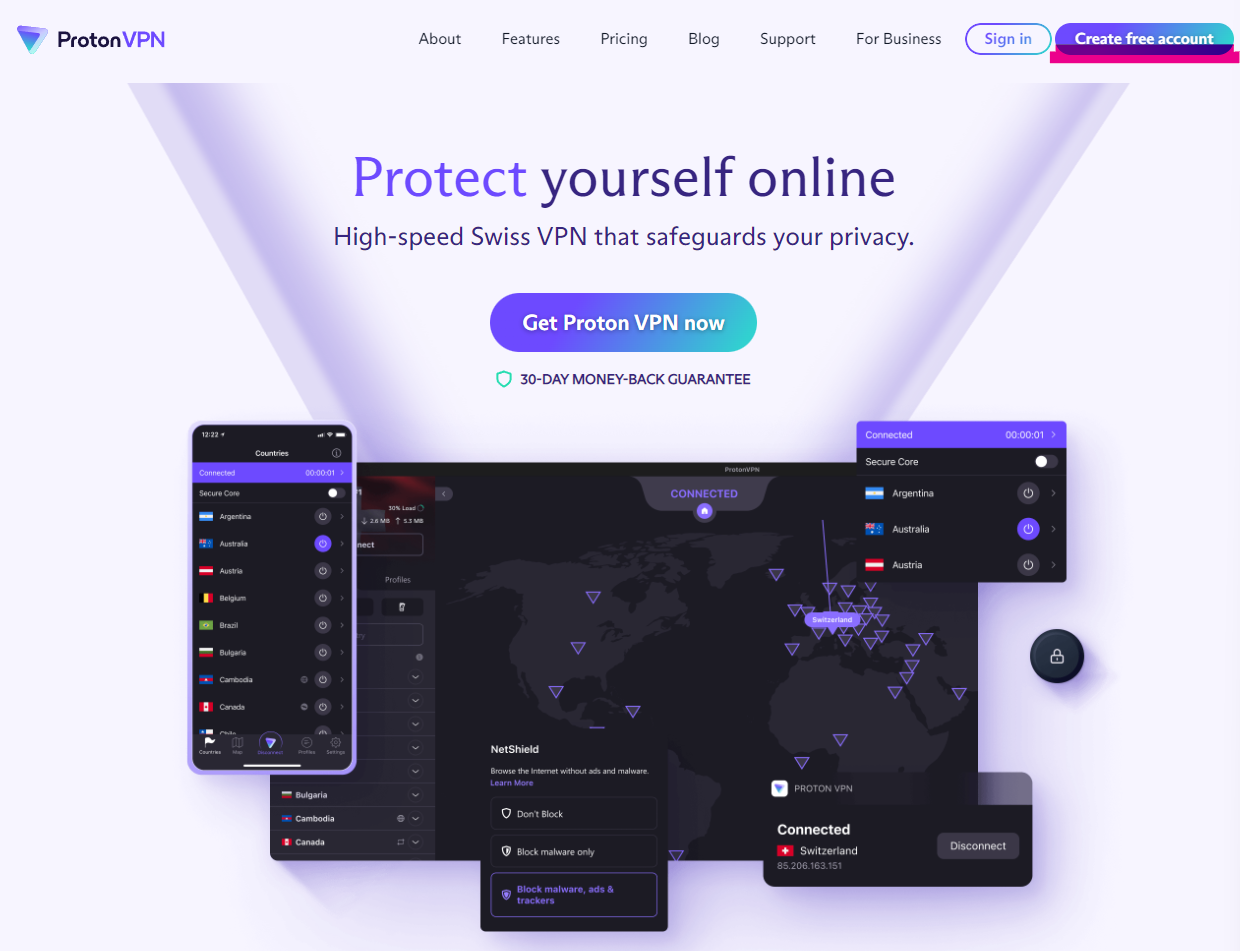 ProtonVPN
About
Features
Pricing
Blog
Support
For Business
Sign in
Create free account
Protect yourself online
High-speed Swiss VPN that safeguards your privacy.
Get Proton VPN now
30-DAY MONEY-BACK GUARANTEE
12:22
Countries
Connected 00:00:01
Secure Core
Argentina
Australia
Austria
Belgium
Brazil
Bulgaria
Cambodia
Canada
Chile
Countries
Map
Disconnect
Profiles
Settings
ProtonVPN
30% Load
2.6 MB 5.3 MB
Profiles
Bulgaria
Cambodia
Canada
CONNECTED
Switzerland
Connected 00:00:01
Secure Core
Argentina
Australia
Austria
NetShield
Browse the Internet without ads and malware.
Learn More
Don't Block
Block malware only
Block malware, ads &
trackers
PROTON VPN
Connected
Switzerland
85.206.163.151
Disconnect